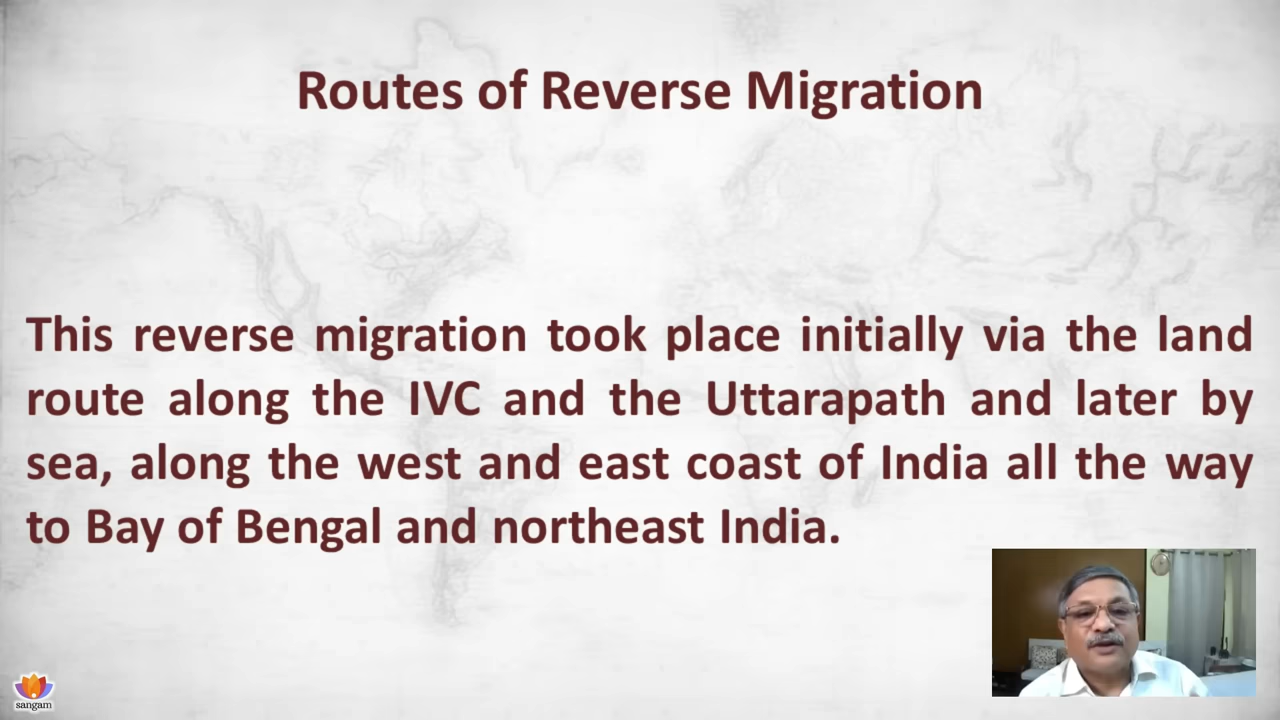 Routes of Reverse Migration
This reverse migration took place initially via the land
route along the IVC and the Uttarapath and later by
sea, along the west and east coast of India all the way
to Bay of Bengal and northeast India.
sangam